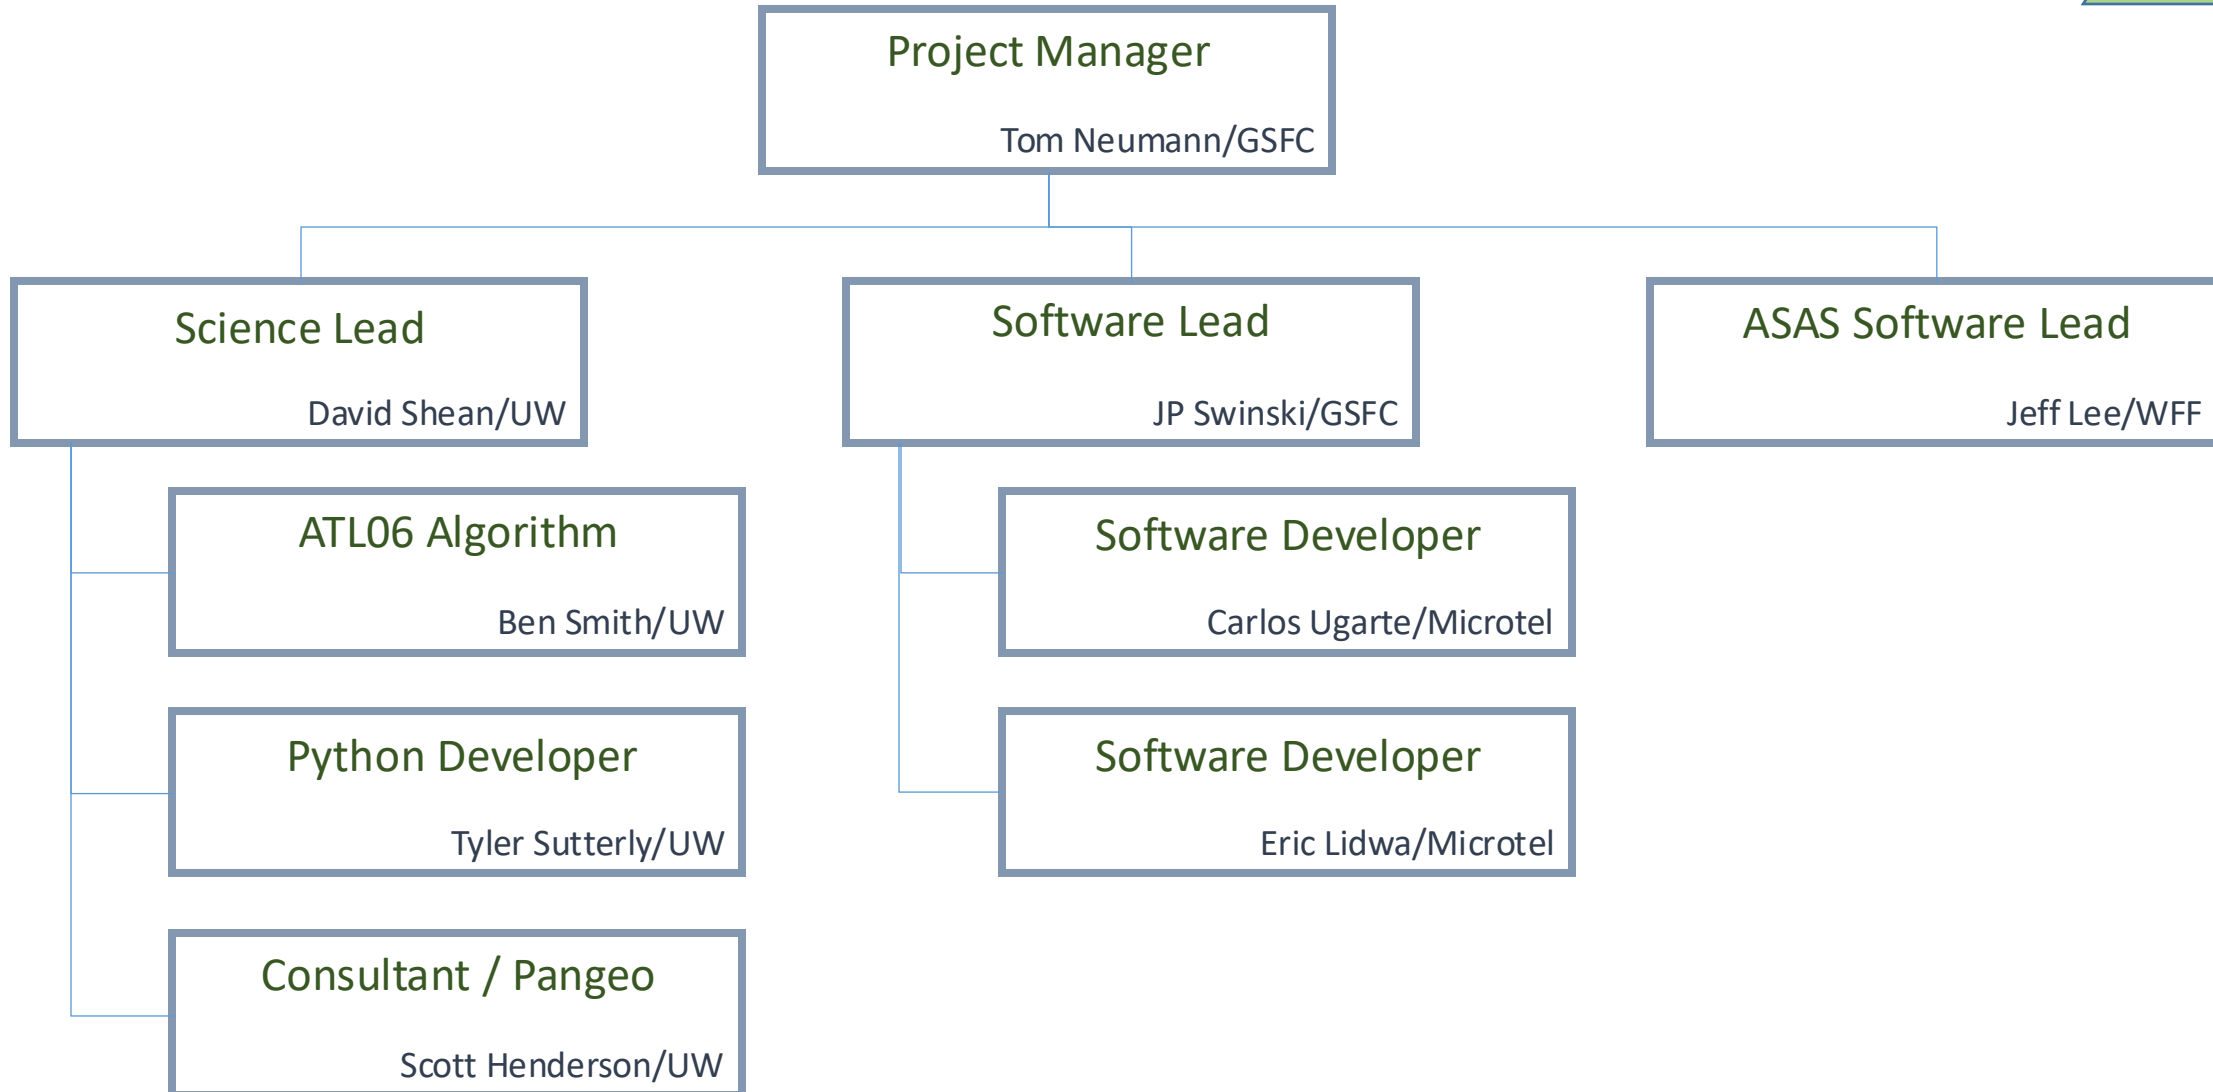 Project Manager
Tom Neumann/GSFC
Science Lead
David Shean/UW
Software Lead
JP Swinski/GSFC
ASAS Software Lead
Jeff Lee/WFF
ATL06 Algorithm
Ben Smith/UW
Software Developer
Carlos Ugarte/Microtel
Python Developer
Tyler Sutterly/UW
Software Developer
Eric Lidwa/Microtel
Consultant / Pangeo
Scott Henderson/UW